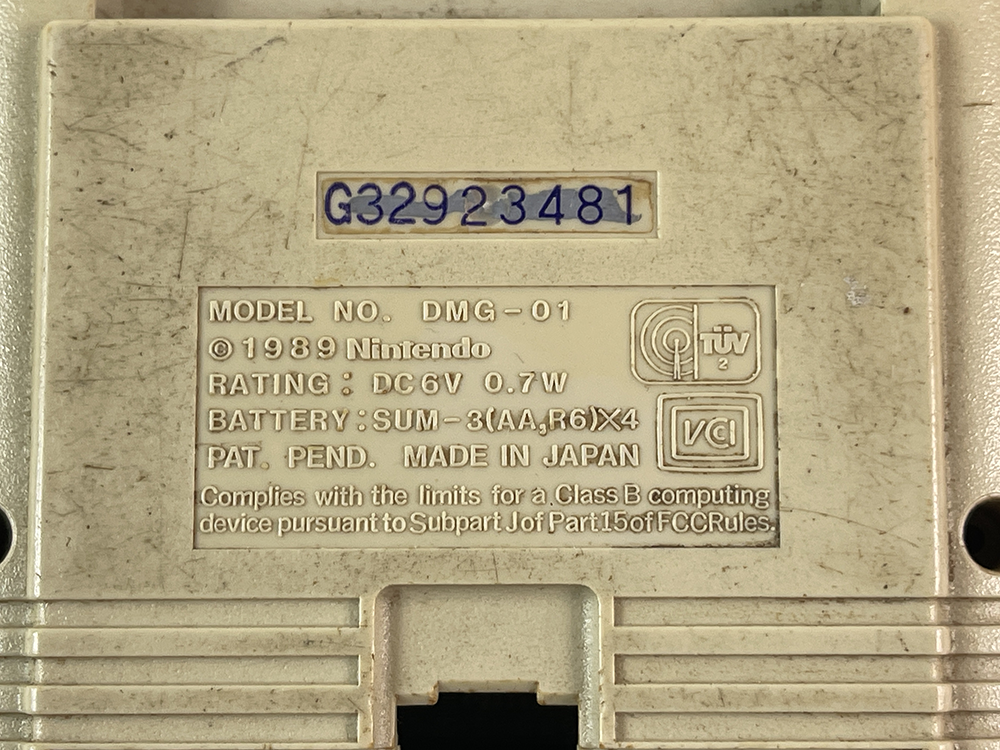 G32923481
MODEL NO. DMG-01
©1989 Nintendo
RATING: DC6V 0.7W
BATTERY:SUM-3(AA,R6)X4
PAT. PEND. MADE IN JAPAN
Complies with the limits for a Class B computing
device pursuant to Subpart J of Part 15 of FCC Rules.
TÜV
2
VCI